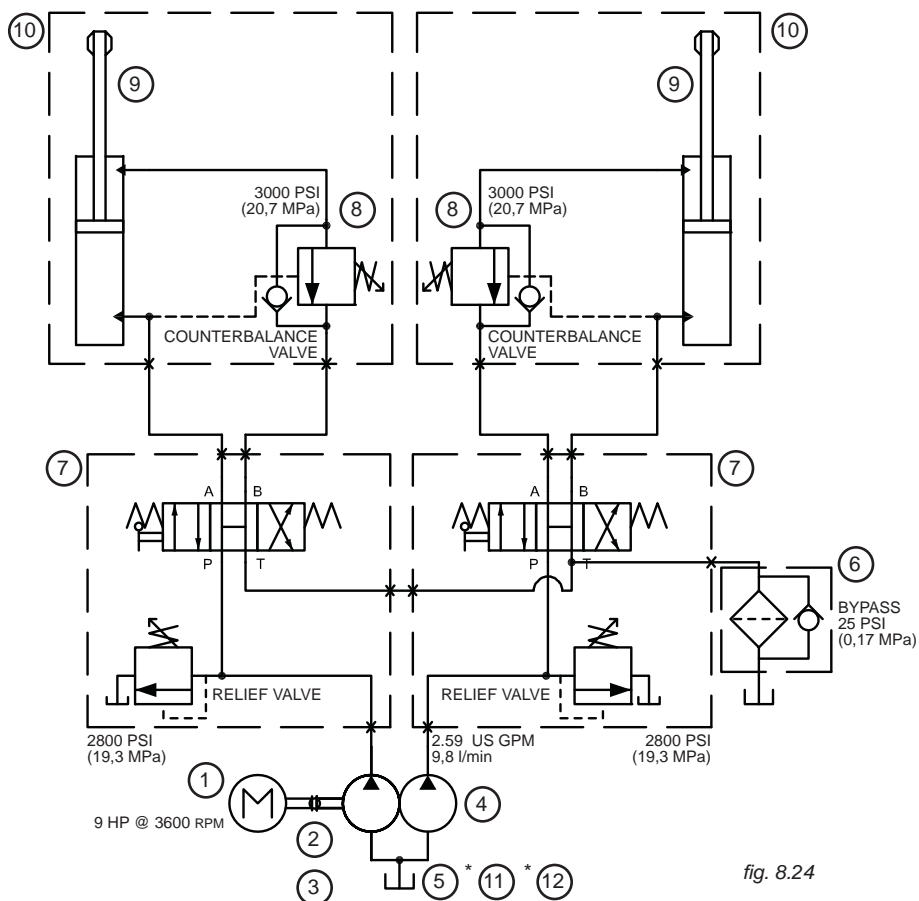 10
10
9
9
3000 PSI
(20,7 MPa)
8
8
3000 PSI
(20,7 MPa)
COUNTERBALANCE
VALVE
COUNTERBALANCE
VALVE
7
7
A B
P T
A B
P T
6
BYPASS
25 PSI
(0,17 MPa)
RELIEF VALVE
RELIEF VALVE
2800 PSI
(19,3 MPa)
2.59 US GPM
9,8 l/min
2800 PSI
(19,3 MPa)
1
M
9 HP @ 3600 RPM
2
4
3
5 * 11 * 12
fig. 8.24